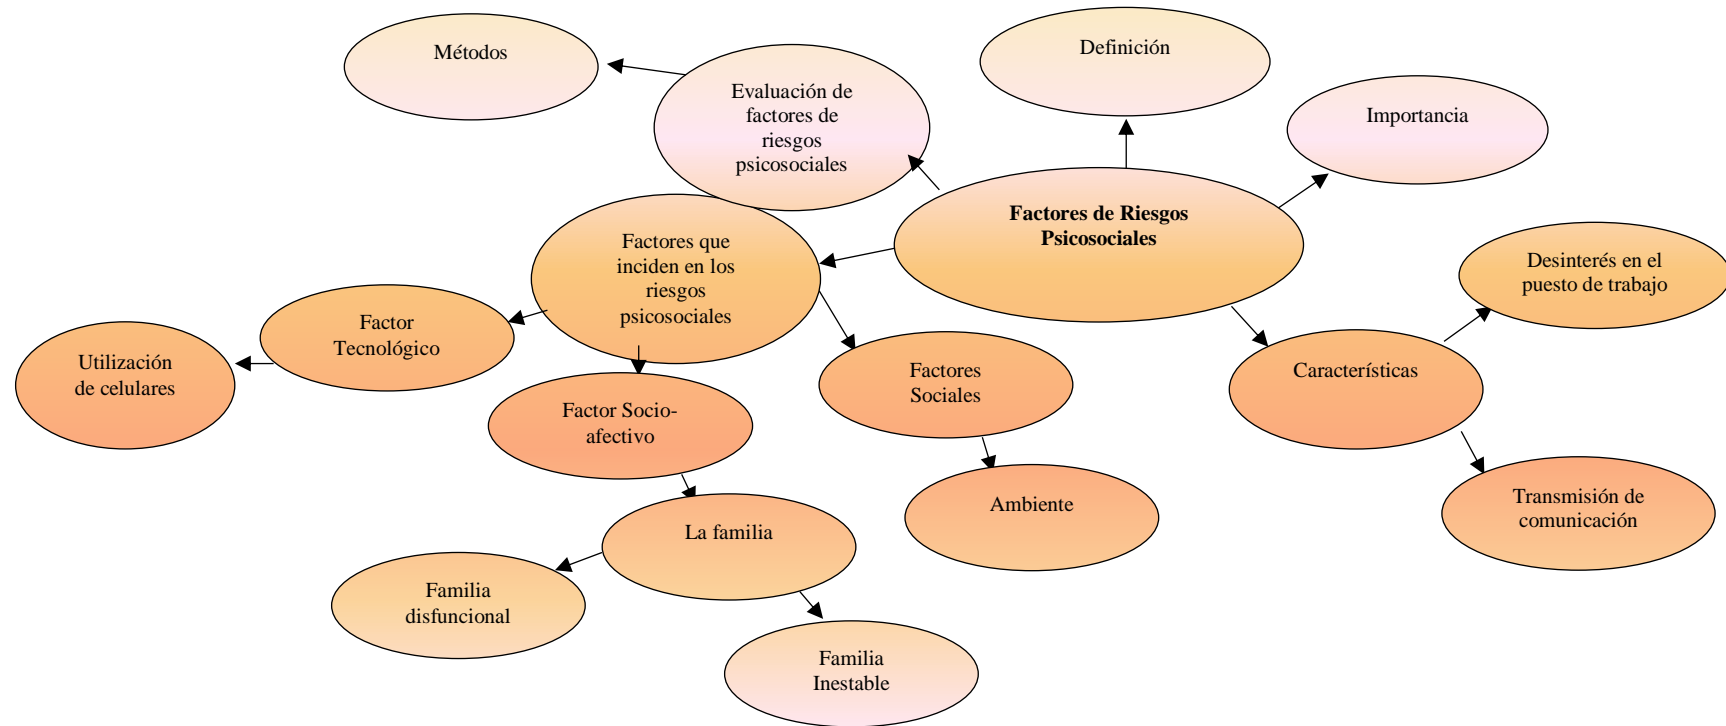 Métodos
Definición
Evaluación de
factores de
riesgos
psicosociales
Importancia
Factores de Riesgos
Psicosociales
Factores que
inciden en los
riesgos
psicosociales
Desinterés en el
puesto de trabajo
Factor
Tecnológico
Utilización
de celulares
Factores
Sociales
Características
Factor Socio-
afectivo
Ambiente
Transmisión de
comunicación
La familia
Familia
disfuncional
Familia
Inestable